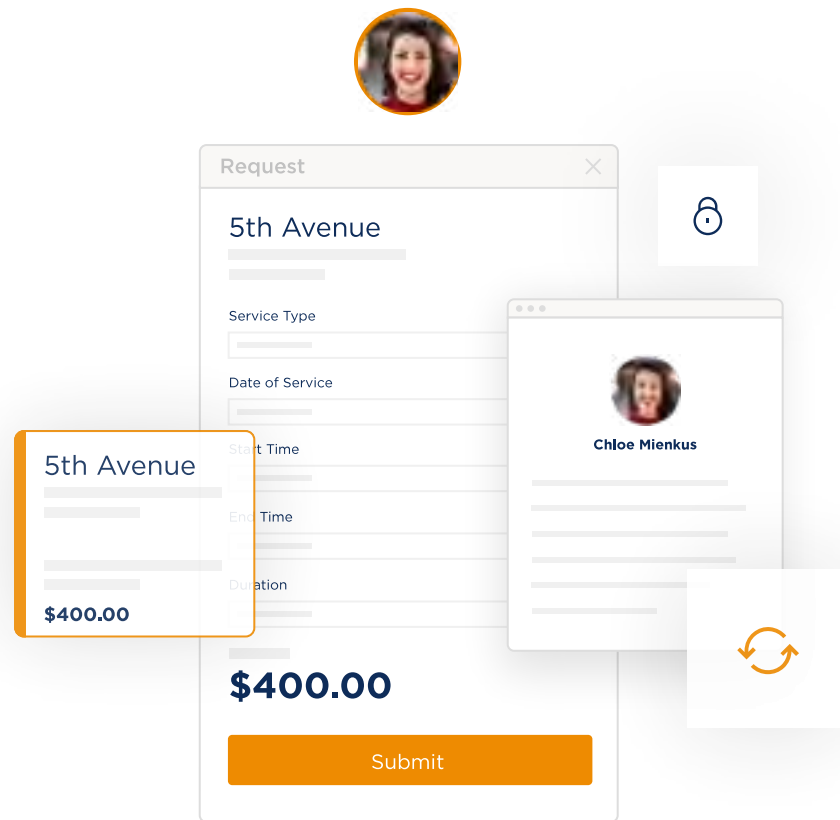 Request
5th Avenue
Service Type
Date of Service
Start Time
End Time
Duration
$400.00
Submit
5th Avenue
$400.00
Chloe Mienkus